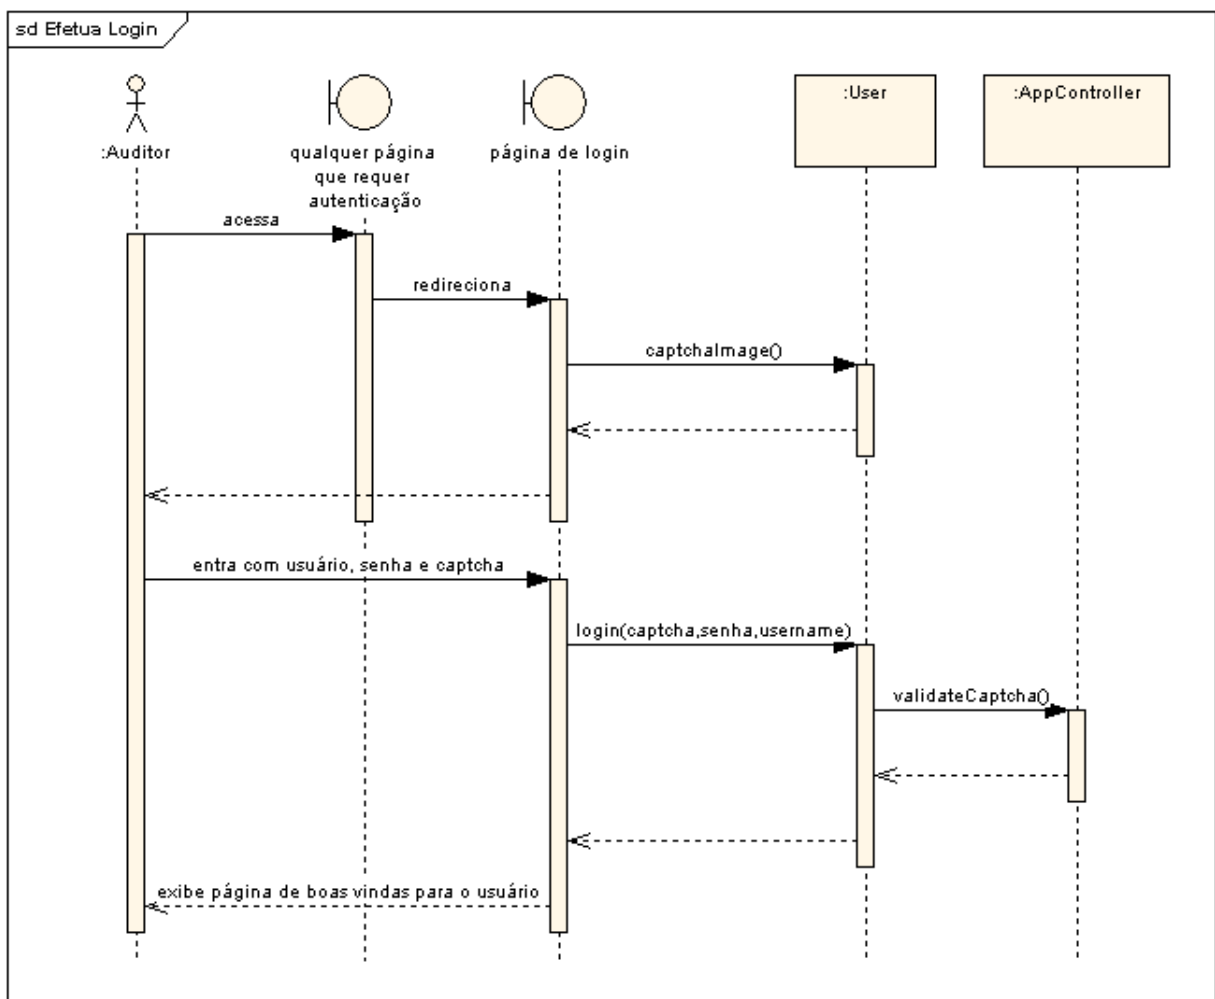 sd Efetua Login
:Auditor
qualquer página
que requer
autenticação
página de login
:User
:AppController
acessa
redireciona
captchaImage()
entra com usuário, senha e captcha
login(captcha,senha,username)
validateCaptcha()
exibe página de boas vindas para o usuário